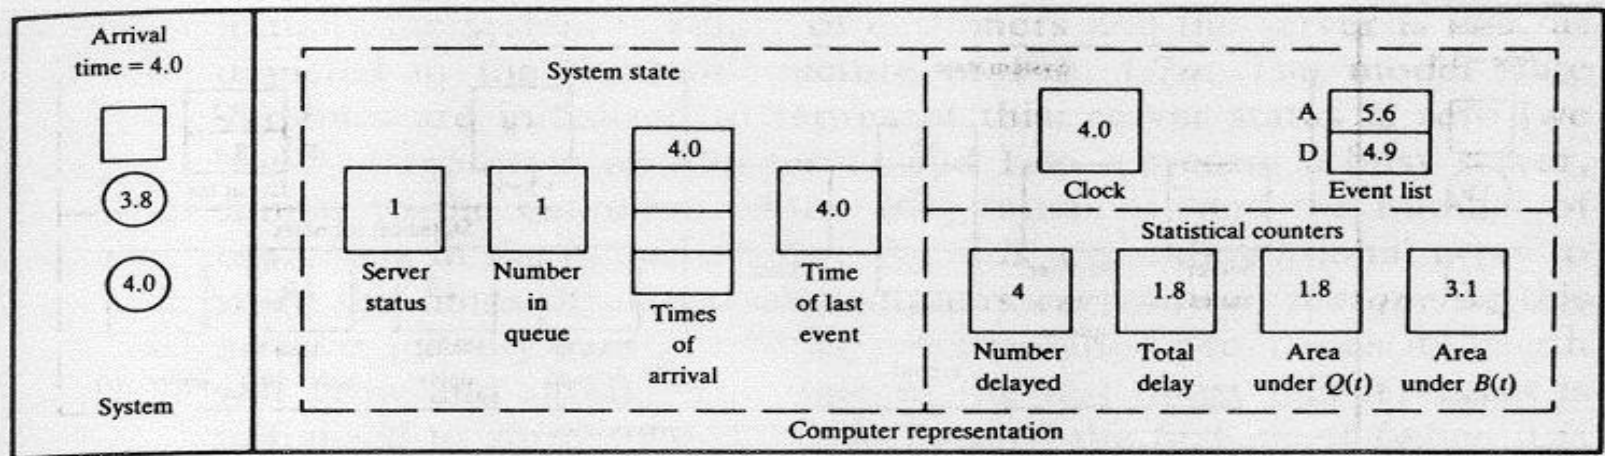 Arrival
time = 4.0
3.8
4.0
System
System state
1
Server
status
1
Number
in
queue
4.0
Times
of
arrival
4.0
Time
of last
event
4.0
Clock
A 5.6
D 4.9
Event list
Statistical counters
4
Number
delayed
1.8
Total
delay
1.8
Area
under Q(t)
3.1
Area
under B(t)
Computer representation